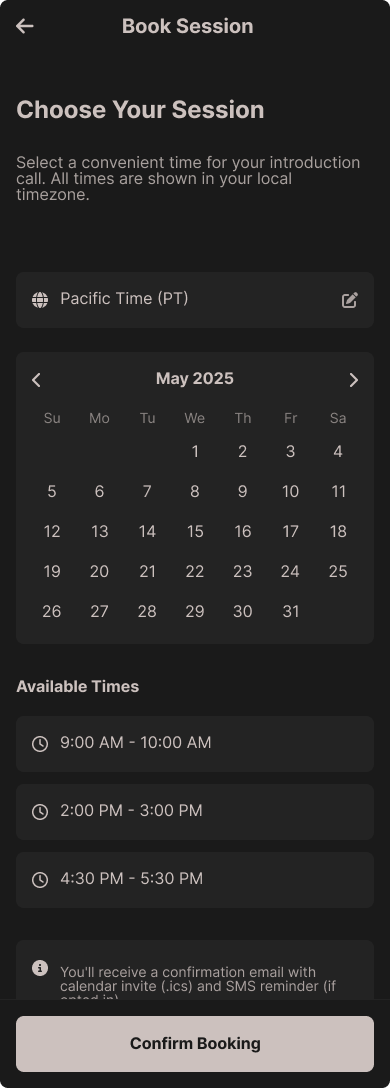 Book Session
Choose Your Session
Select a convenient time for your introduction
call. All times are shown in your local
timezone.
Pacific Time (PT)
May 2025
Su Mo Tu We Th Fr Sa
1 2 3 4
5 6 7 8 9 10 11
12 13 14 15 16 17 18
19 20 21 22 23 24 25
26 27 28 29 30 31
Available Times
9:00 AM - 10:00 AM
2:00 PM - 3:00 PM
4:30 PM - 5:30 PM
You'll receive a confirmation email with
calendar invite (.ics) and SMS reminder (if
opted in)
Confirm Booking